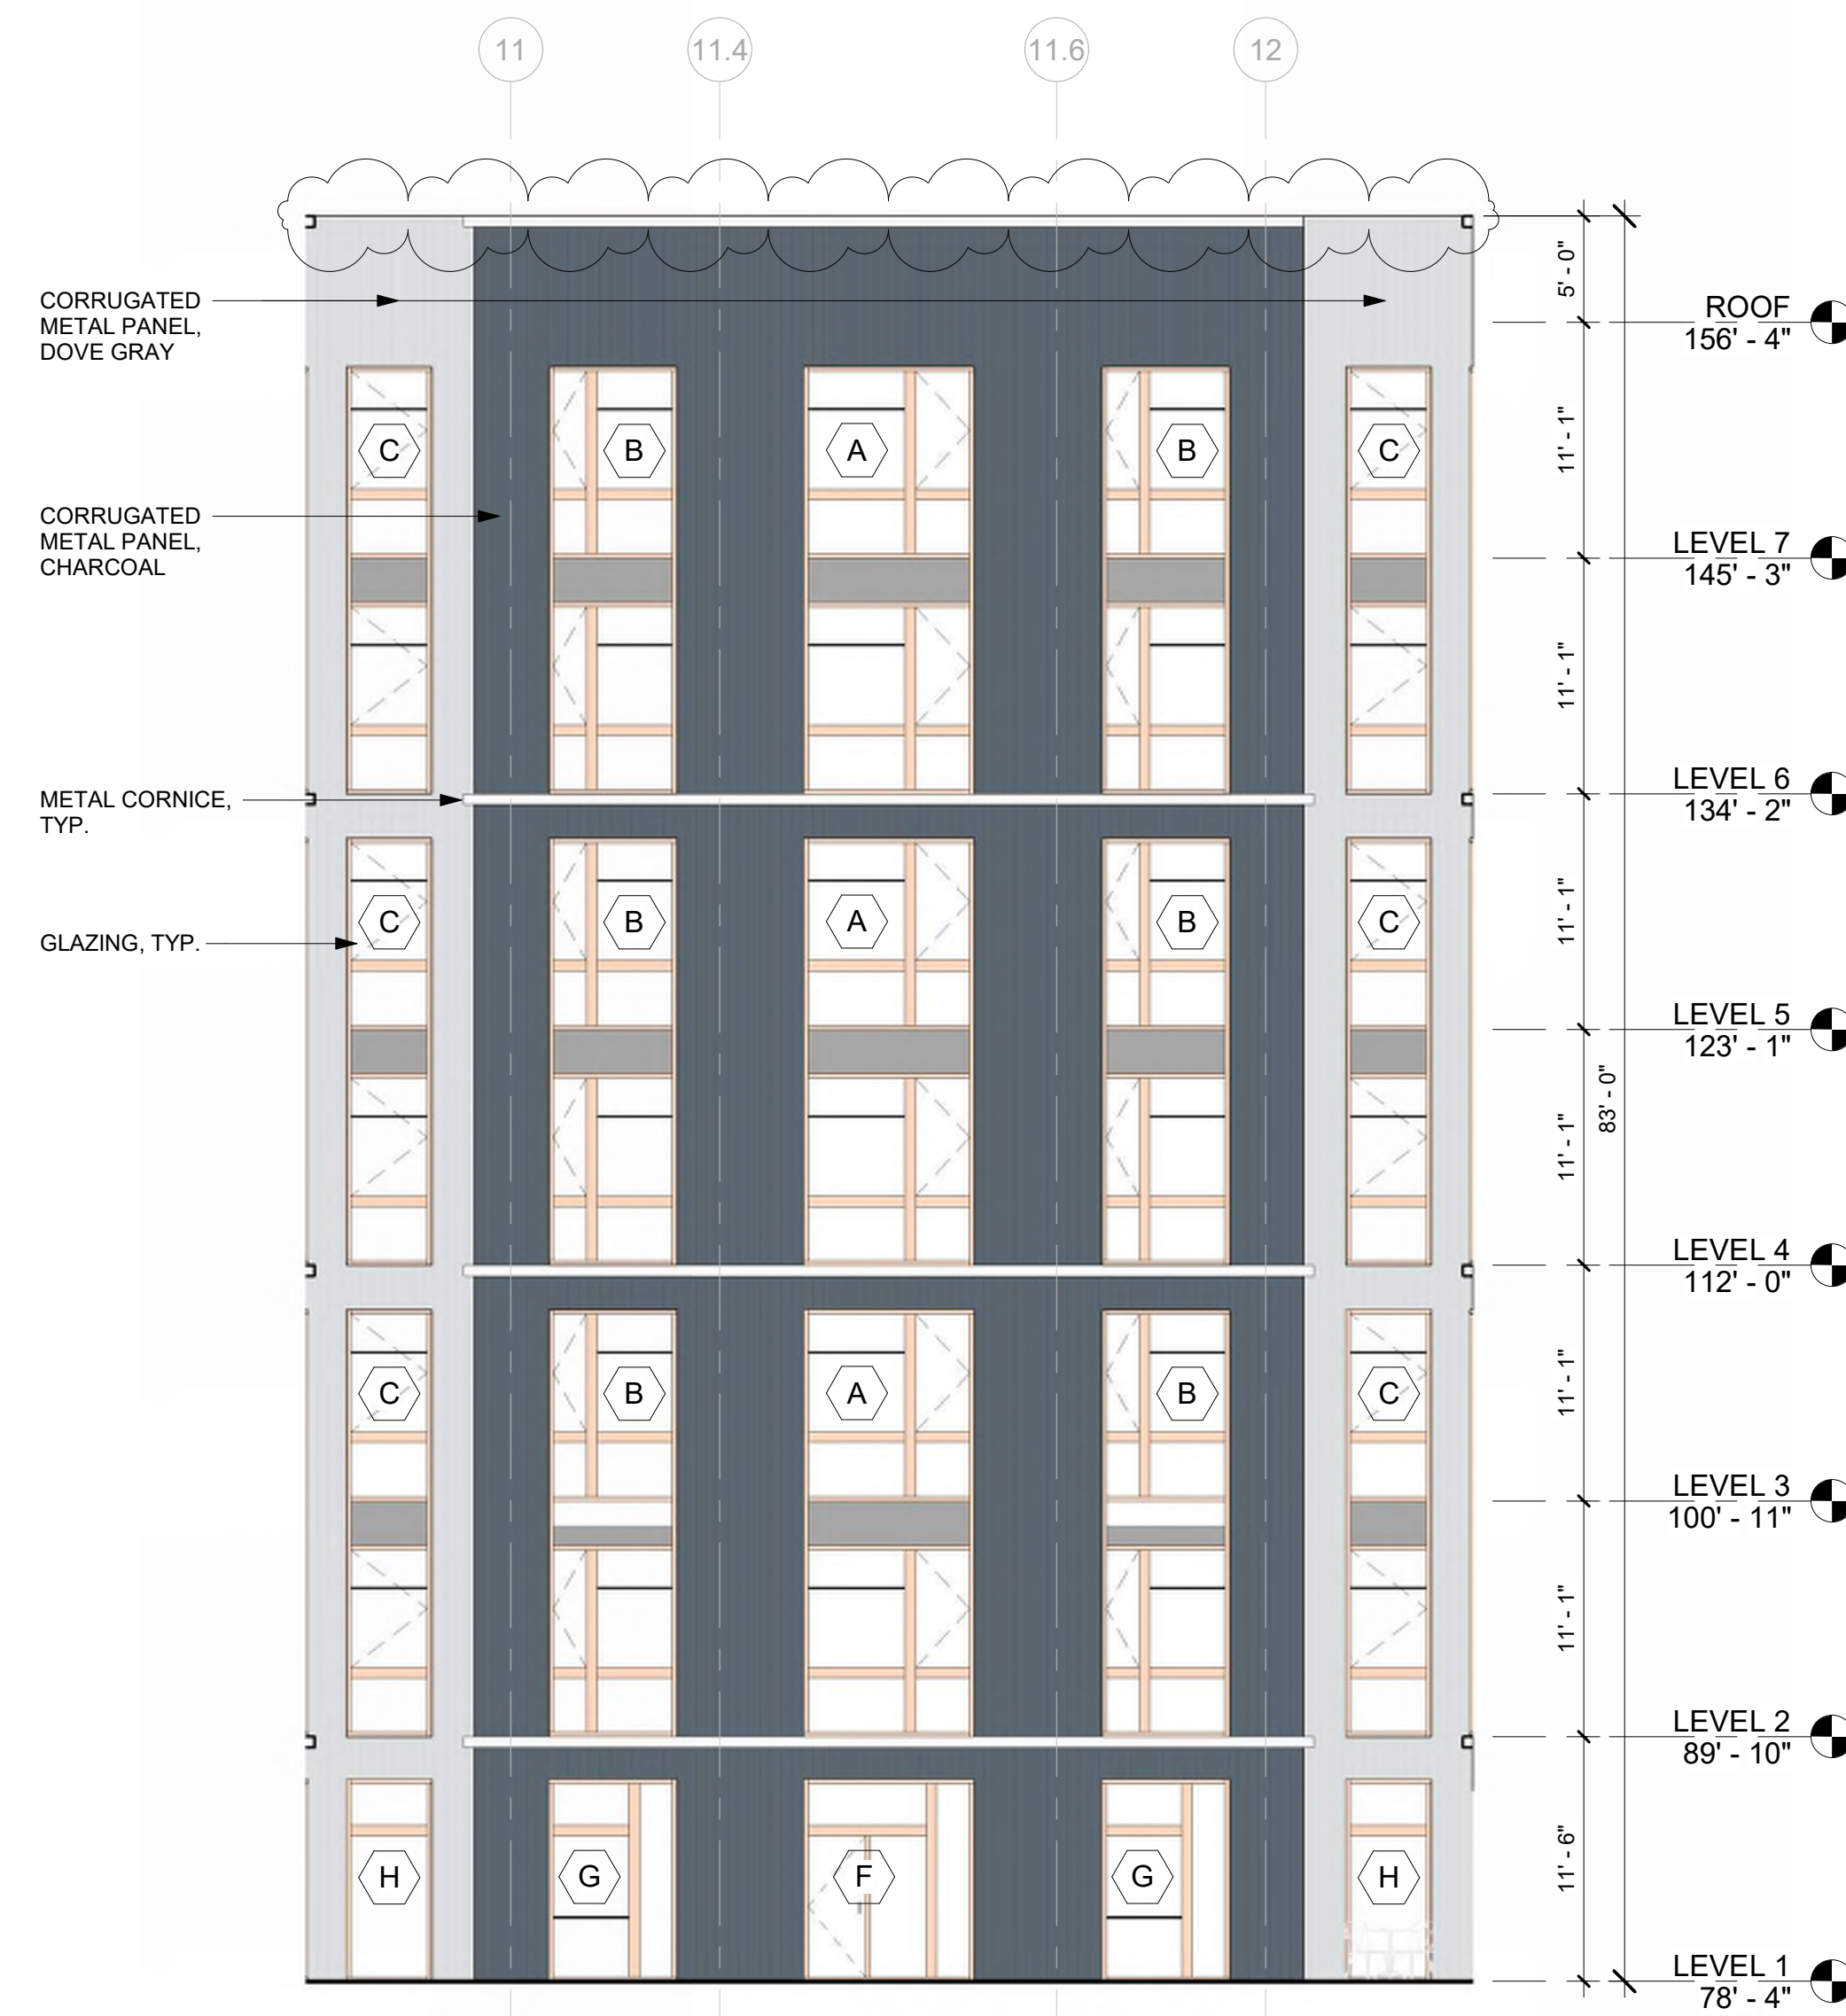 11
11.4
11.6
12
5' - 0"
CORRUGATED
METAL PANEL,
DOVE GRAY
ROOF
156' - 4"
11' - 1"
C
B
A
B
C
CORRUGATED
METAL PANEL,
CHARCOAL
LEVEL 7
145' - 3"
11' - 1"
METAL CORNICE,
TYP.
LEVEL 6
134' - 2"
11' - 1"
C
B
A
B
C
GLAZING, TYP.
LEVEL 5
123' - 1"
83' - 0"
11' - 1"
LEVEL 4
112' - 0"
11' - 1"
C
B
A
B
C
LEVEL 3
100' - 11"
11' - 1"
LEVEL 2
89' - 10"
11' - 6"
H
G
F
G
H
LEVEL 1
78' - 4"